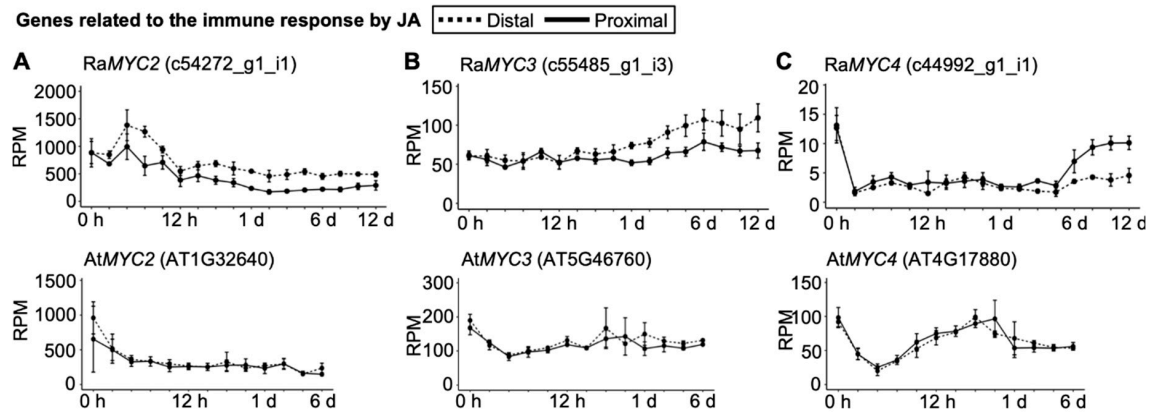 Genes related to the immune response by JA Distal Proximal
A B C
RaMYC2 (c54272_g1_i1) RaMYC3 (c55485_g1_i3) RaMYC4 (c44992_g1_i1)
RPM 2000 1500 1000 500 0
0 h 12 h 1 d 6 d 12 d
RPM 150 100 50 0
0 h 12 h 1 d 6 d 12 d
RPM 20 15 10 5 0
0 h 12 h 1 d 6 d 12 d
AtMYC2 (AT1G32640) AtMYC3 (AT5G46760) AtMYC4 (AT4G17880)
RPM 1500 1000 500 0
0 h 12 h 1 d 6 d
RPM 300 200 100 0
0 h 12 h 1 d 6 d
RPM 150 100 50 0
0 h 12 h 1 d 6 d